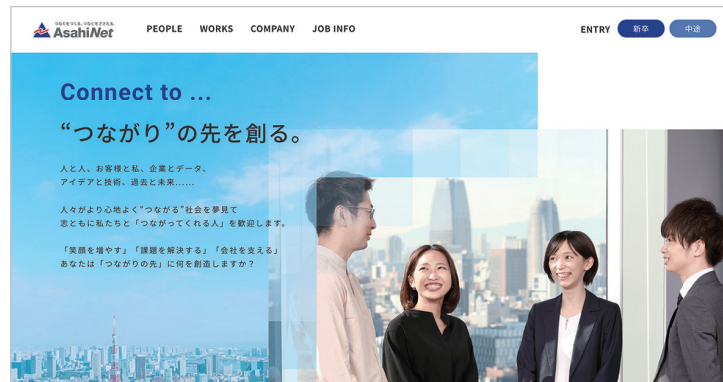 つなぐをつくる。つなぐをささえる。
AsahiNet
PEOPLE WORKS COMPANY JOB INFO
ENTRY 新卒 中途
Connect to ...
“つながり”の先を創る。
人と人、お客様と私、企業とデータ、
アイデアと技術、過去と未来......
人々がより心地よく“つながる”社会を夢見て
志ともに私たちと「つながってくれる人」を歓迎します。
「笑顔を増やす」「課題を解決する」「会社を支える」
あなたは「つながりの先」に何を創造しますか？